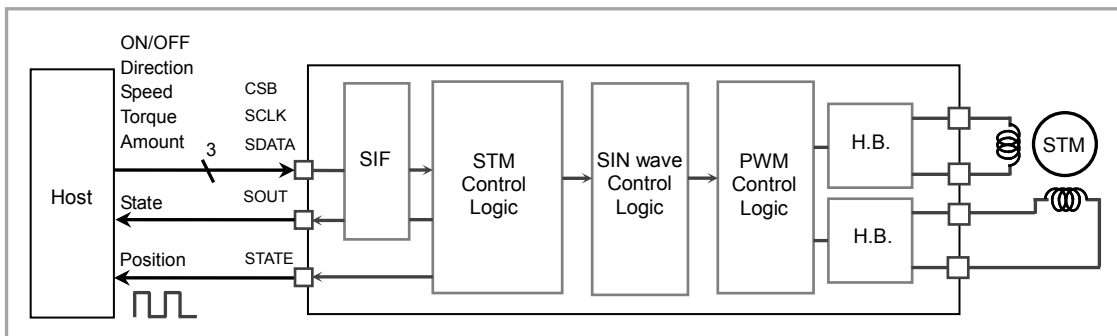 ON/OFF
Direction
Speed
Torque
Amount
CSB
SCLK
SDATA
3
Host
State
SOUT
Position
STATE
SIF
STM
Control
Logic
SIN wave
Control
Logic
PWM
Control
Logic
H.B.
H.B.
STM